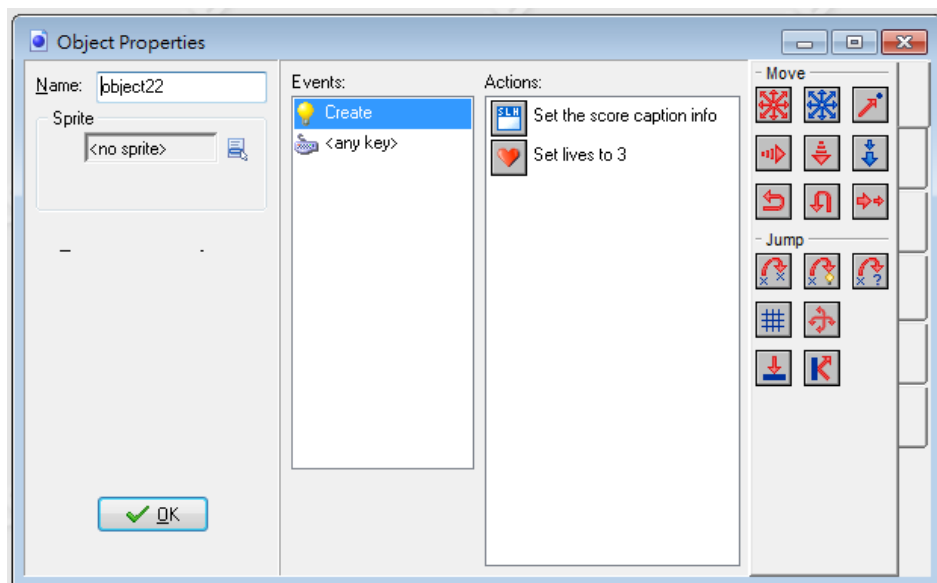 Object Properties
Name: object22
Sprite
<no sprite>
OK
Events:
Create
<any key>
Actions:
SLH
Set the score caption info
Set lives to 3
Move
Jump